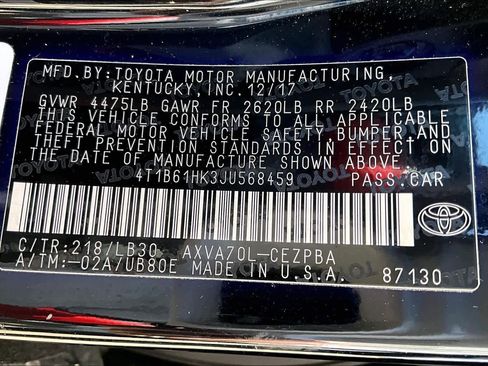 MFD.BY:TOYOTA MOTOR MANUFACTURING,
KENTUCKY, INC.12/17
GVWR 4475LB GAWR FR 2620LB RR 2420LB
THIS VEHICLE CONFORMS TO ALL APPLICABLE
FEDERAL MOTOR VEHICLE SAFETY, BUMPER AND
THEFT PREVENTION STANDARDS IN EFFECT ON
THE DATE OF MANUFACTURE SHOWN ABOVE.
4T1B61HK3JU568459 PASS.CAR
TOYOTA
C/TR:218/LB30 AXVA70L-CEZPBA
A/TM:-02A/UB80E MADE IN U.S.A. 87130